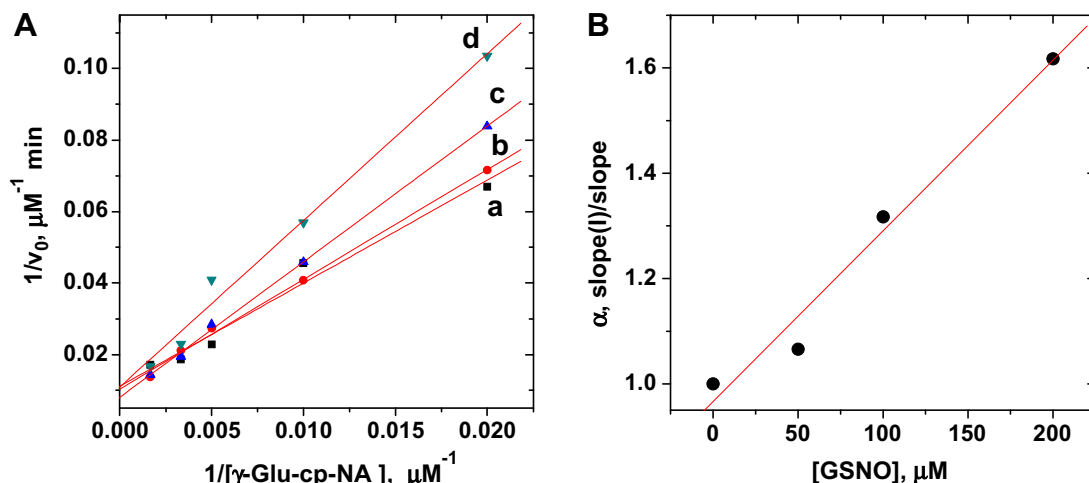 A
d
c
b
a
0.10
0.08
0.06
0.04
0.02
1/v₀, μM⁻¹ min
0.000 0.005 0.010 0.015 0.020
1/[γ-Glu-cp-NA ], μM⁻¹
B
1.6
1.4
1.2
1.0
α, slope(I)/slope
0 50 100 150 200
[GSNO], μM